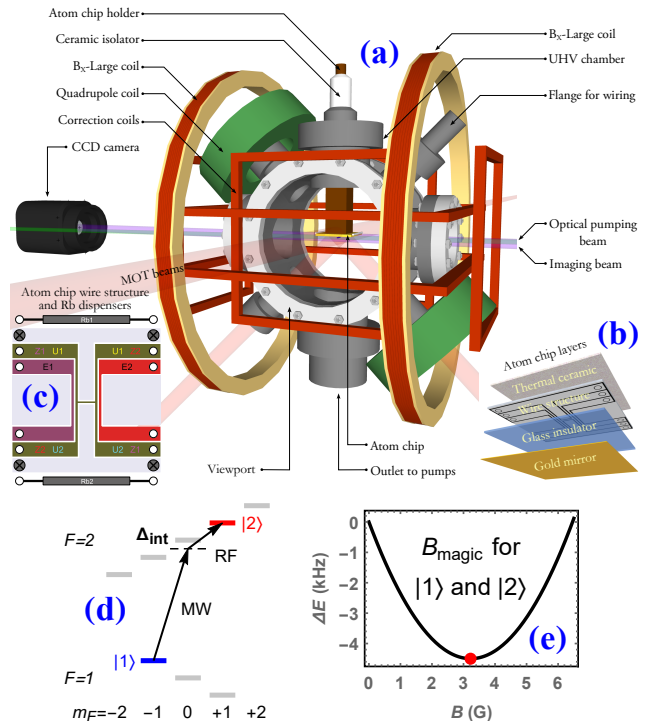 Atom chip holder
Ceramic isolator
Bx-Large coil
Quadrupole coil
Correction coils
CCD camera
(a)
Bx-Large coil
UHV chamber
Flange for wiring
Optical pumping
beam
Imaging beam
MOT beams
Atom chip wire structure
and Rb dispensers
Rb1
Z1 U1
U1
E1
E2
(c)
Z2 U2
U2 Z1
Rb2
Viewport
Atom chip
Outlet to pumps
(b)
Atom chip layers
Thermal ceramic
Wire structure
Glass insulator
Gold mirror
F=2
Δint
|2⟩
RF
(d)
MW
|1⟩
F=1
mF=−2 −1 0 +1 +2
Bmagic for
|1⟩ and |2⟩
(e)
ΔE (kHz)
0
−1
−2
−3
−4
0 1 2 3 4 5 6
B (G)